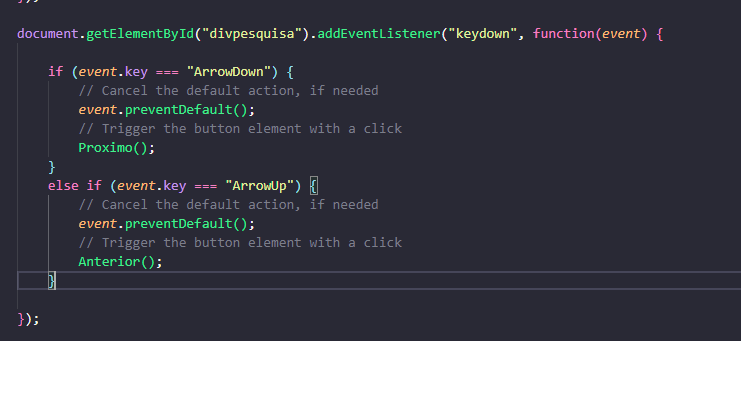 });
document.getElementById("divpesquisa").addEventListener("keydown", function(event) {
if (event.key === "ArrowDown") {
// Cancel the default action, if needed
event.preventDefault();
// Trigger the button element with a click
Proximo();
}
else if (event.key === "ArrowUp") {
// Cancel the default action, if needed
event.preventDefault();
// Trigger the button element with a click
Anterior();
}
});